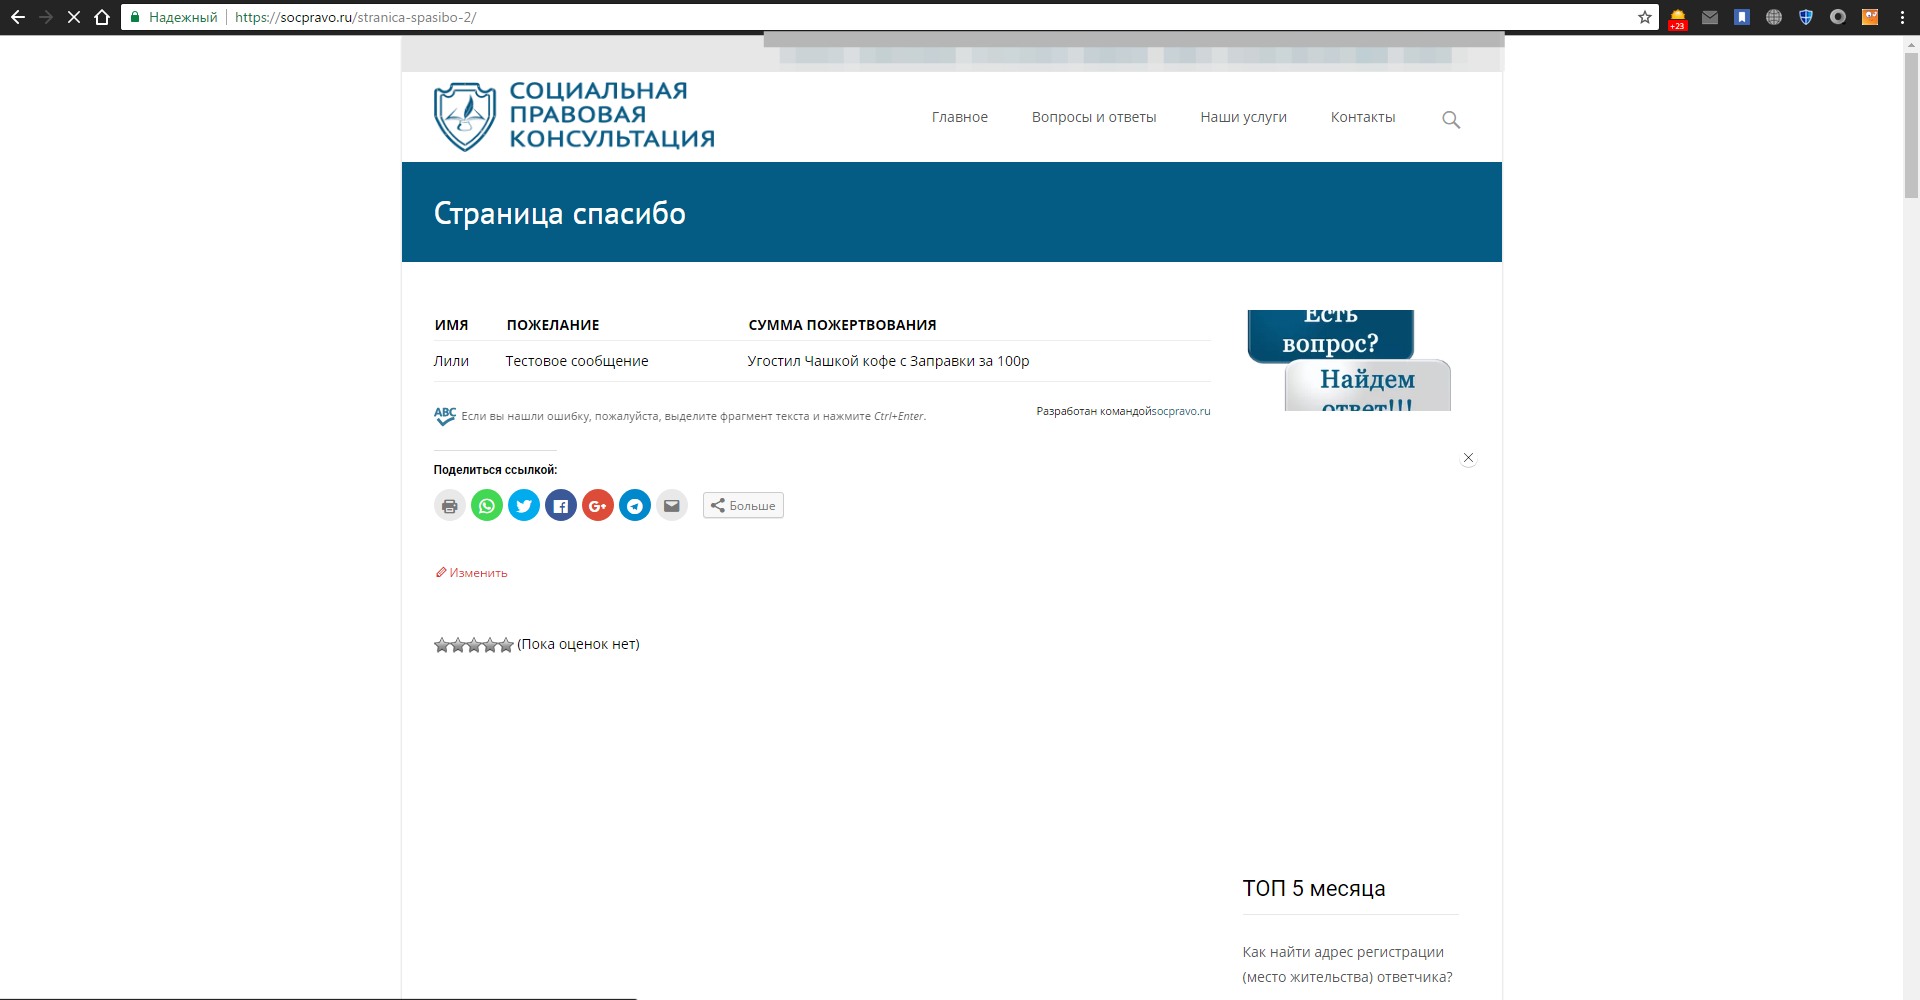 Надежный
https://socpravo.ru/stranica-spasibo-2/
+23
СОЦИАЛЬНАЯ
ПРАВОВАЯ
КОНСУЛЬТАЦИЯ
Главное
Вопросы и ответы
Наши услуги
Контакты
Страница спасибо
ИМЯ ПОЖЕЛАНИЕ СУММА ПОЖЕРТВОВАНИЯ
Лили Тестовое сообщение Угостил Чашкой кофе с Заправки за 100р
ABC Если вы нашли ошибку, пожалуйста, выделите фрагмент текста и нажмите Ctrl+Enter.
Разработан командойsocpravo.ru
Поделиться ссылкой:
G+
Больше
Изменить
(Пока оценок нет)
Есть
вопрос?
Найдем
ответ!!!
ТОП 5 месяца
Как найти адрес регистрации
(место жительства) ответчика?